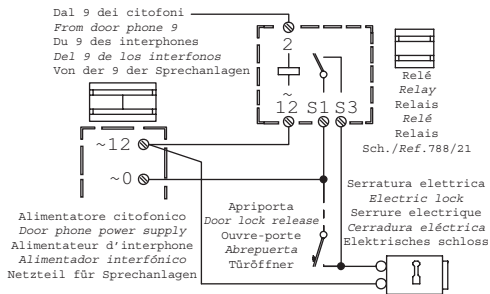 Dal 9 dei citofoni
From door phone 9
Du 9 des interphones
Del 9 de los interfonos
Von der 9 der Sprechanlagen
2
~
12 S1 S3
Relé
Relay
Relais
Relé
Relais
Sch./Ref.788/21
~12
~0
Alimentatore citofonico
Door phone power supply
Alimentateur d'interphone
Alimentador interfónico
Netzteil für Sprechanlagen
Apriporta
Door lock release
Ouvre-porte
Abrepuerta
Türöffner
Serratura elettrica
Electric lock
Serrure electrique
Cerradura eléctrica
Elektrisches schloss